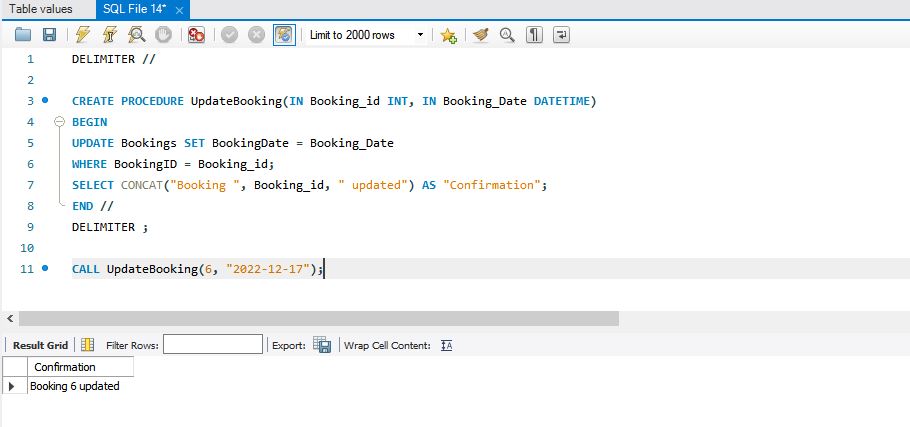 Table values SQL File 14* ×
Limit to 2000 rows
1 DELIMITER //
2
3 CREATE PROCEDURE UpdateBooking(IN Booking_id INT, IN Booking_Date DATETIME)
4 BEGIN
5 UPDATE Bookings SET BookingDate = Booking_Date
6 WHERE BookingID = Booking_id;
7 SELECT CONCAT("Booking ", Booking_id, " updated") AS "Confirmation";
8 END //
9 DELIMITER ;
10
11 CALL UpdateBooking(6, "2022-12-17");
Result Grid Filter Rows: Export: Wrap Cell Content:
Confirmation
Booking 6 updated